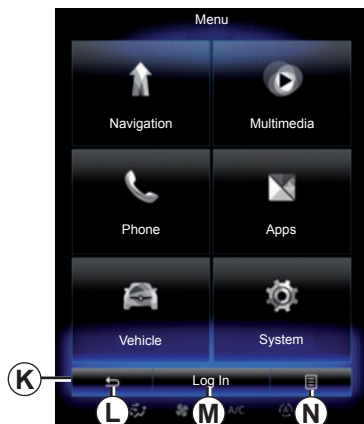 Menu
Navigation Multimedia
Phone Apps
Vehicle System
K Log In
L M A/C N